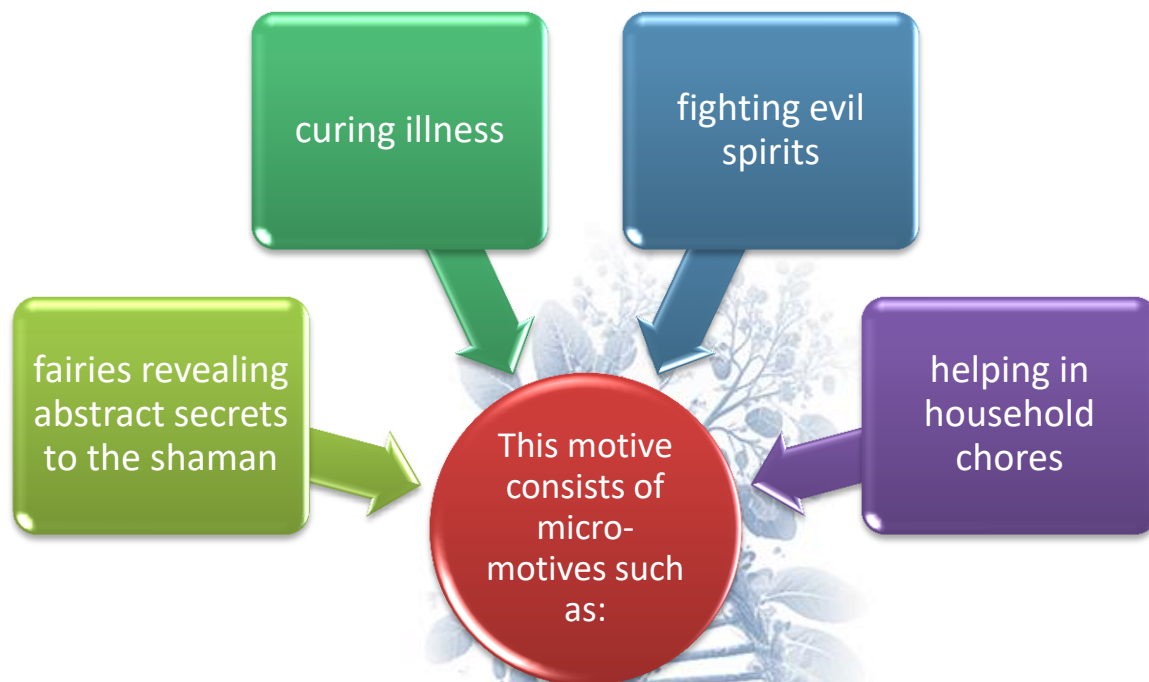 curing illness
fighting evil
spirits
fairies revealing
abstract secrets
to the shaman
This motive
consists of
micro-
motives such
as:
helping in
household
chores